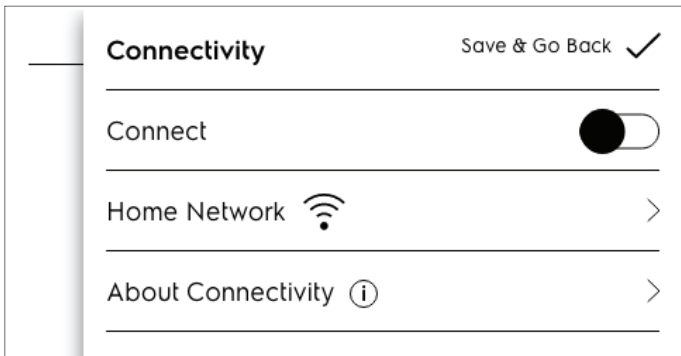 Connectivity
Save & Go Back
Connect
Home Network
About Connectivity